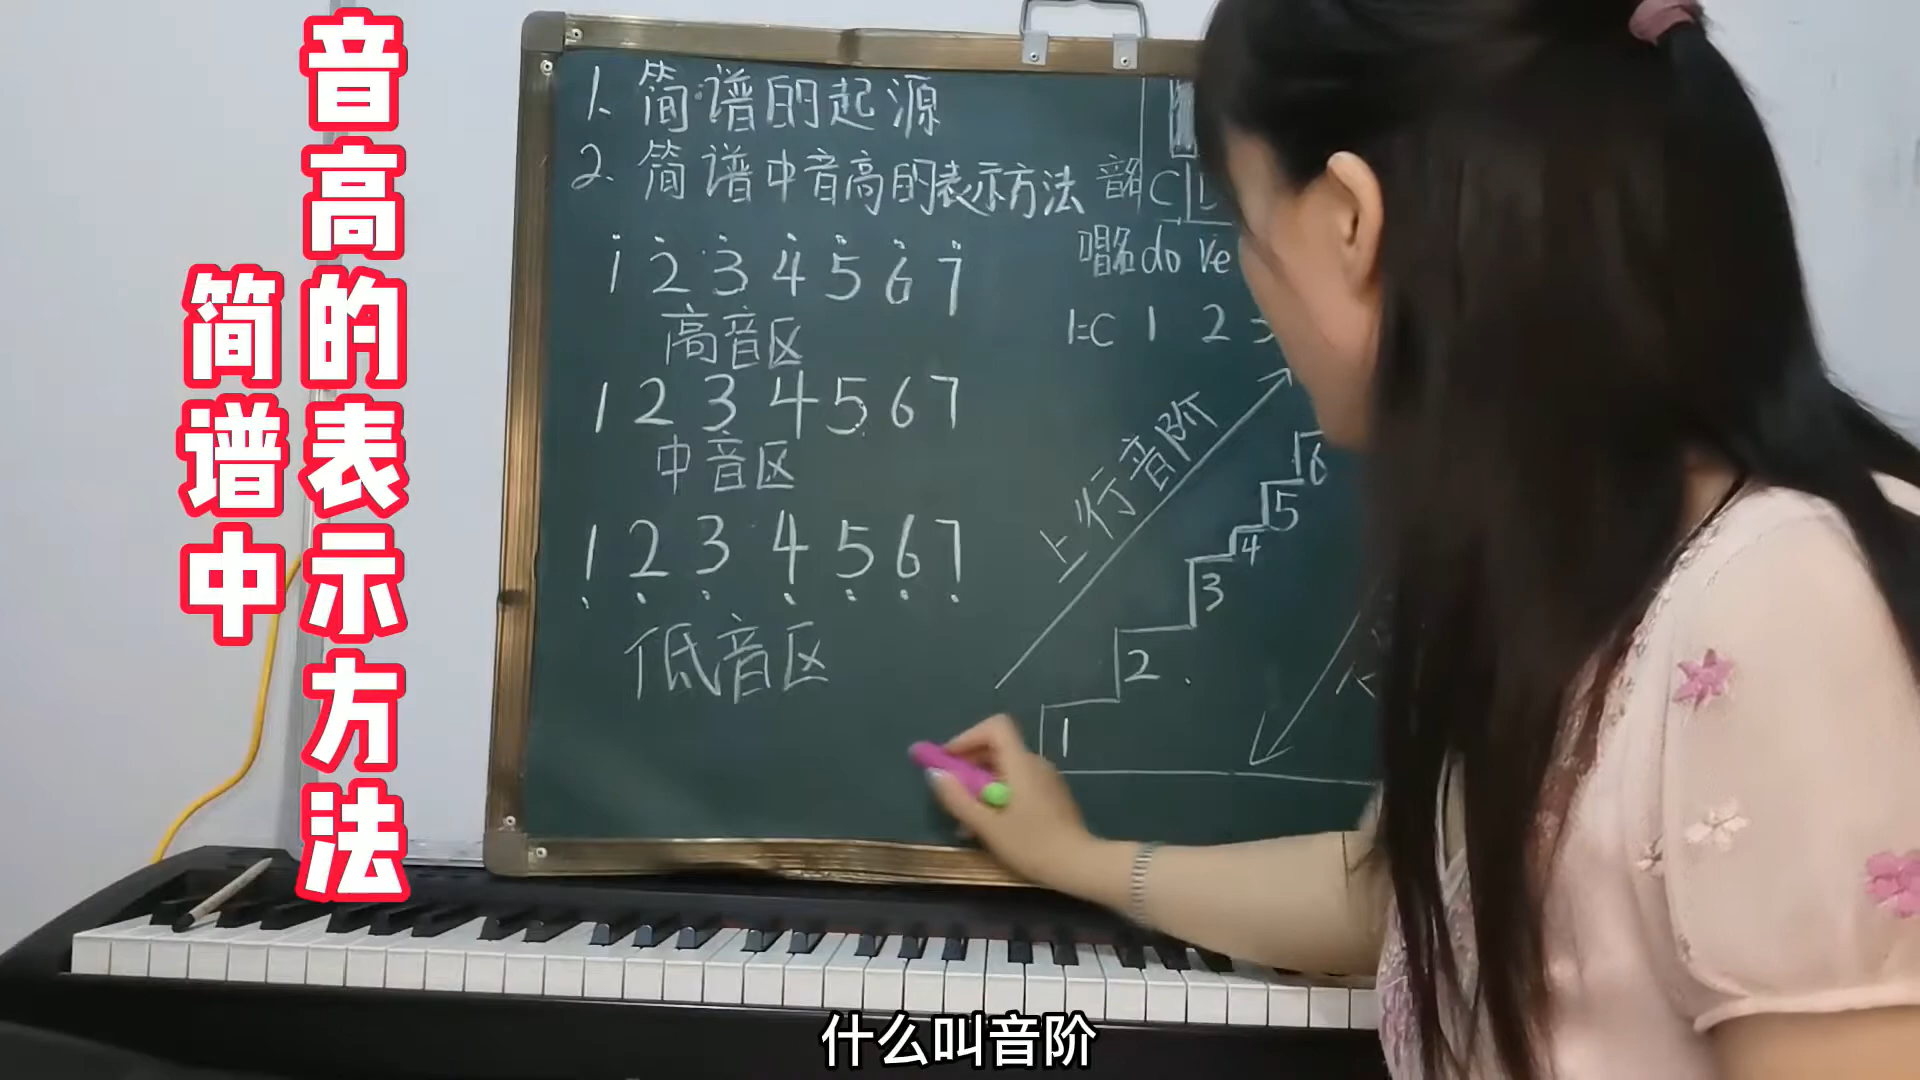 简谱中
音高的表示方法
1. 简谱的起源
2. 简谱中音高的表示方法
1 2 3 4 5 6 7
高音区
1 2 3 4 5 6 7
中音区
1 2 3 4 5 6 7
低音区
音名 C
唱名 do re
1=C 1 2 3
上行音阶
1
2
3
4
5
6
什么叫音阶